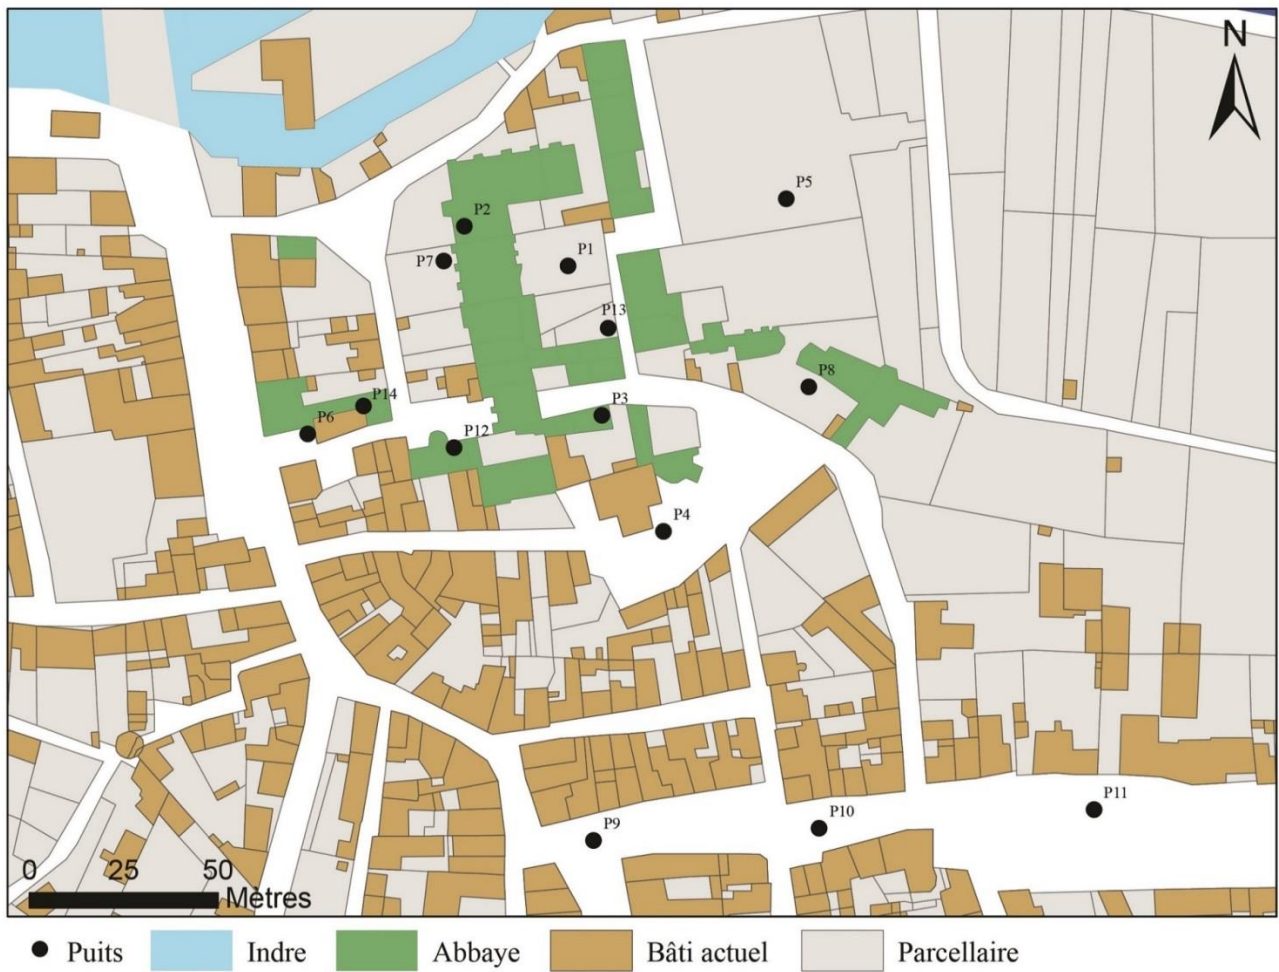 N
P5
P2
P7
P1
P13
P8
P14
P3
P6
P12
P4
P11
P10
P9
0 25 50
Mètres
Puits Indre Abbaye Bâti actuel Parcellaire